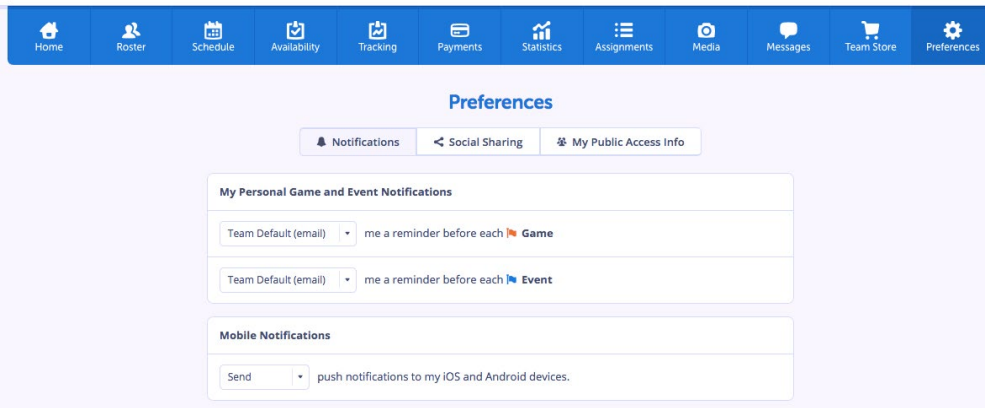 Home Roster Schedule Availability Tracking Payments Statistics Assignments Media Messages Team Store Preferences
Preferences
Notifications Social Sharing My Public Access Info
My Personal Game and Event Notifications
Team Default (email) me a reminder before each Game
Team Default (email) me a reminder before each Event
Mobile Notifications
Send push notifications to my iOS and Android devices.